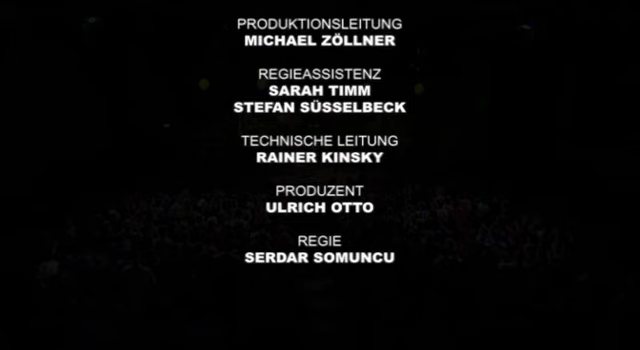 PRODUKTIONSLEITUNG
MICHAEL ZÖLLNER
REGIEASSISTENZ
SARAH TIMM
STEFAN SÜSSELBECK
TECHNISCHE LEITUNG
RAINER KINSKY
PRODUZENT
ULRICH OTTO
REGIE
SERDAR SOMUNCU